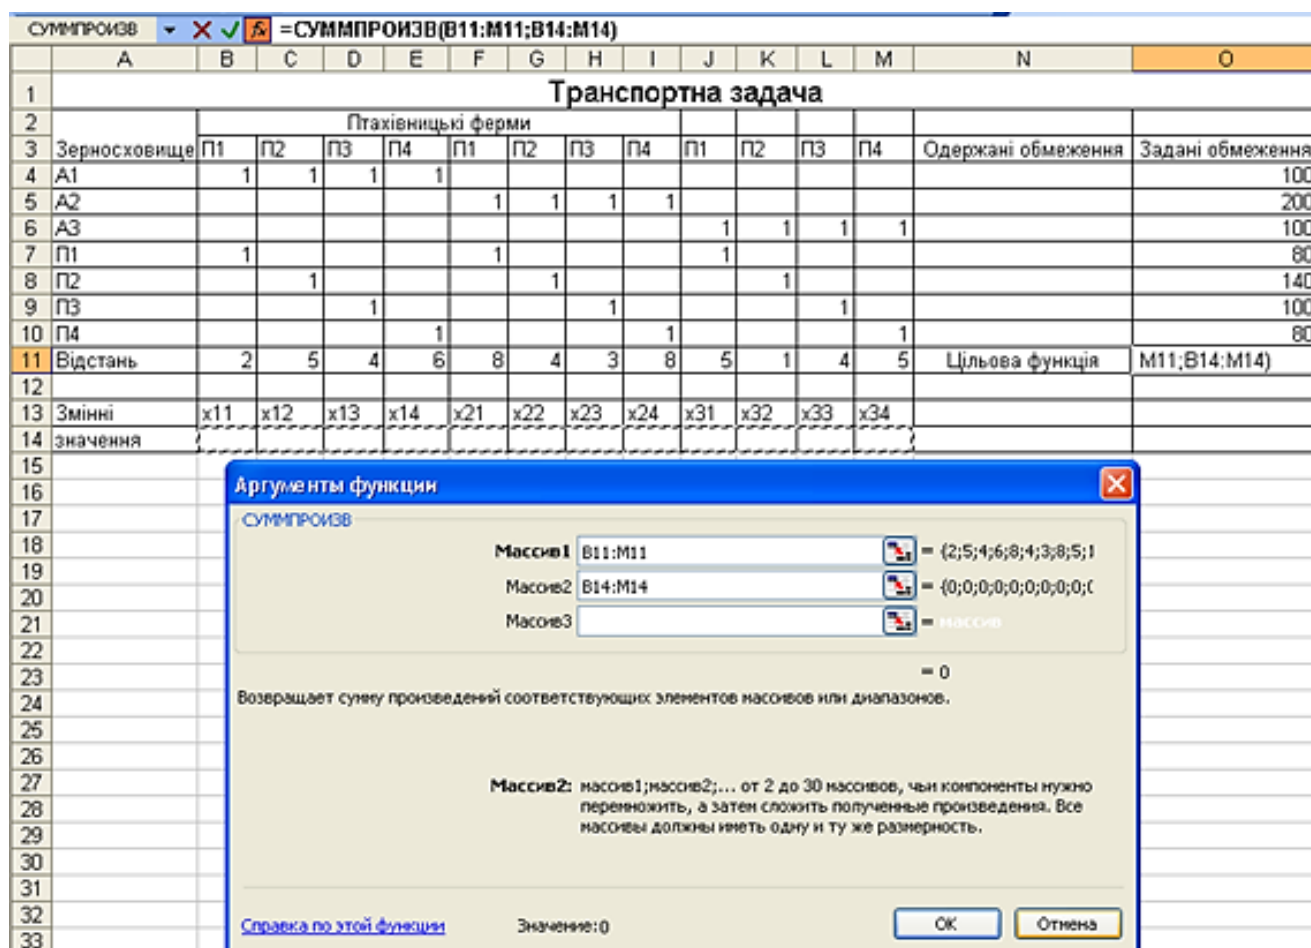 СУММПРОИЗВ =СУММПРОИЗВ(B11:M11;B14:M14)
A B C D E F G H I J K L M N O
1 Транспортна задача
2 Птахівницькі ферми
3 Зерносховище П1 П2 П3 П4 П1 П2 П3 П4 П1 П2 П3 П4 Одержані обмеження Задані обмеження
4 А1 1 1 1 1 100
5 А2 1 1 1 1 200
6 А3 1 1 1 1 100
7 П1 1 1 1 80
8 П2 1 1 1 140
9 П3 1 1 1 100
10 П4 1 1 1 80
11 Відстань 2 5 4 6 8 4 3 8 5 1 4 5 Цільова функція M11;B14:M14)
12
13 Змінні x11 x12 x13 x14 x21 x22 x23 x24 x31 x32 x33 x34
14 значення
15
16 Аргументы функции
17 СУММПРОИЗВ
18 Массив1 B11:M11 = {2;5;4;6;8;4;3;8;5;1
19
20 Массив2 B14:M14 = {0;0;0;0;0;0;0;0;0;(
21 Массив3 = массив
22
23 = 0
24 Возвращает сумму произведений соответствующих элементов массивов или диапазонов.
25
26
27 Массив2: массив1;массив2;... от 2 до 30 массивов, чьи компоненты нужно
28 перемножить, а затем сложить полученные произведения. Все
29 массивы должны иметь одну и ту же размерность.
30
31
32 Справка по этой функции Значение:0 ОК Отмена
33